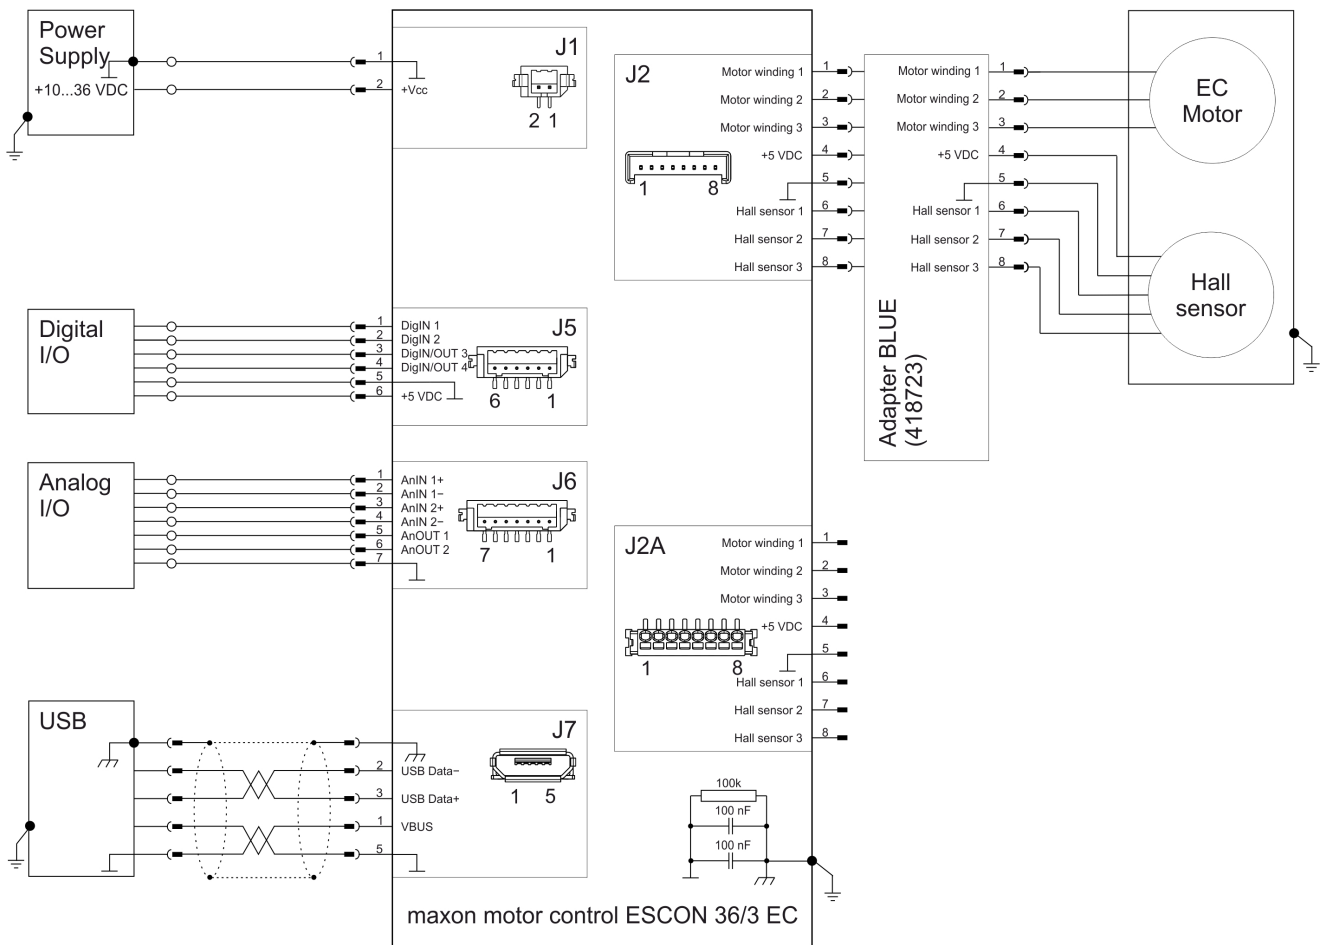 Power
Supply
+10...36 VDC
1
2
+Vcc
J1
2 1
J2
1 8
Motor winding 1
Motor winding 2
Motor winding 3
+5 VDC
Hall sensor 1
Hall sensor 2
Hall sensor 3
1
2
3
4
5
6
7
8
Motor winding 1
Motor winding 2
Motor winding 3
+5 VDC
Hall sensor 1
Hall sensor 2
Hall sensor 3
Adapter BLUE
(418723)
1
2
3
4
5
6
7
8
EC
Motor
Hall
sensor
Digital
I/O
1
2
3
4
5
6
DigIN 1
DigIN 2
DigIN/OUT 3
DigIN/OUT 4
+5 VDC
J5
6 1
Analog
I/O
1
2
3
4
5
6
7
AnIN 1+
AnIN 1−
AnIN 2+
AnIN 2−
AnOUT 1
AnOUT 2
J6
7 1
J2A
1 8
Motor winding 1
Motor winding 2
Motor winding 3
+5 VDC
Hall sensor 1
Hall sensor 2
Hall sensor 3
1
2
3
4
5
6
7
8
USB
2
3
1
5
USB Data−
USB Data+
VBUS
J7
1 5
100k
100 nF
100 nF
maxon motor control ESCON 36/3 EC